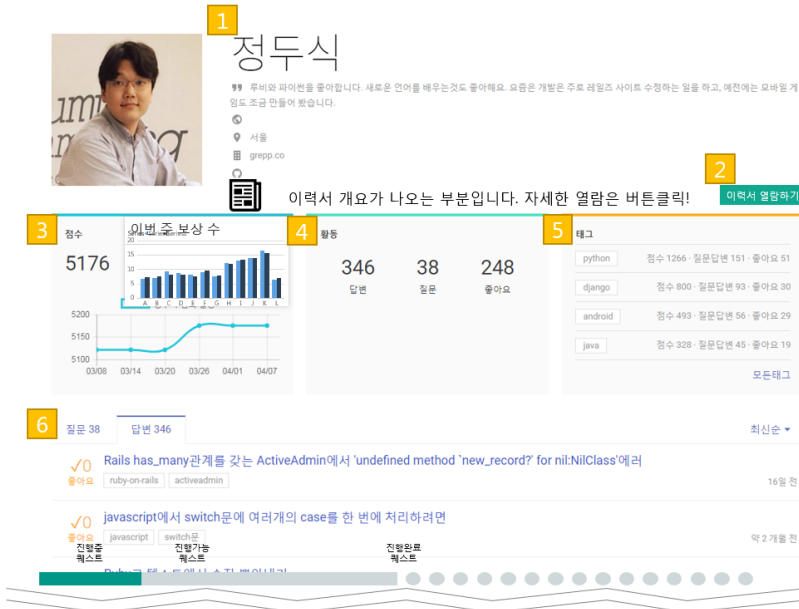 1
정두식
루비와 파이썬을 좋아합니다. 새로운 언어를 배우는것도 좋아해요. 요즘은 개발은 주로 레일즈 사이트 수정하는 일을 하고, 예전에는 모바일 게
임도 조금 만들어 봤습니다.
서울
grepp.co
2
이력서 개요가 나오는 부분입니다. 자세한 열람은 버튼클릭!
이력서 열람하기
3
점수
5176
이번 주 보상 수
20
15
10
5
0
A B C D E F G H I J K L
5200
5150
5100
03/08 03/14 03/20 03/26 04/01 04/07
4
활동
346 38 248
답변 질문 좋아요
5
태그
python 점수 1266 · 질문답변 151 · 좋아요 51
django 점수 800 · 질문답변 93 · 좋아요 30
android 점수 493 · 질문답변 56 · 좋아요 29
java 점수 328 · 질문답변 45 · 좋아요 19
모든태그
6
질문 38 답변 346 최신순
0 Rails has_many관계를 갖는 ActiveAdmin에서 'undefined method `new_record?' for nil:NilClass'에러
좋아요 ruby-on-rails activeadmin 16일 전
0 javascript에서 switch문에 여러개의 case를 한 번에 처리하려면
좋아요 javascript switch문 약 2개월 전
진행중 진행가능 진행완료
퀘스트 퀘스트 퀘스트